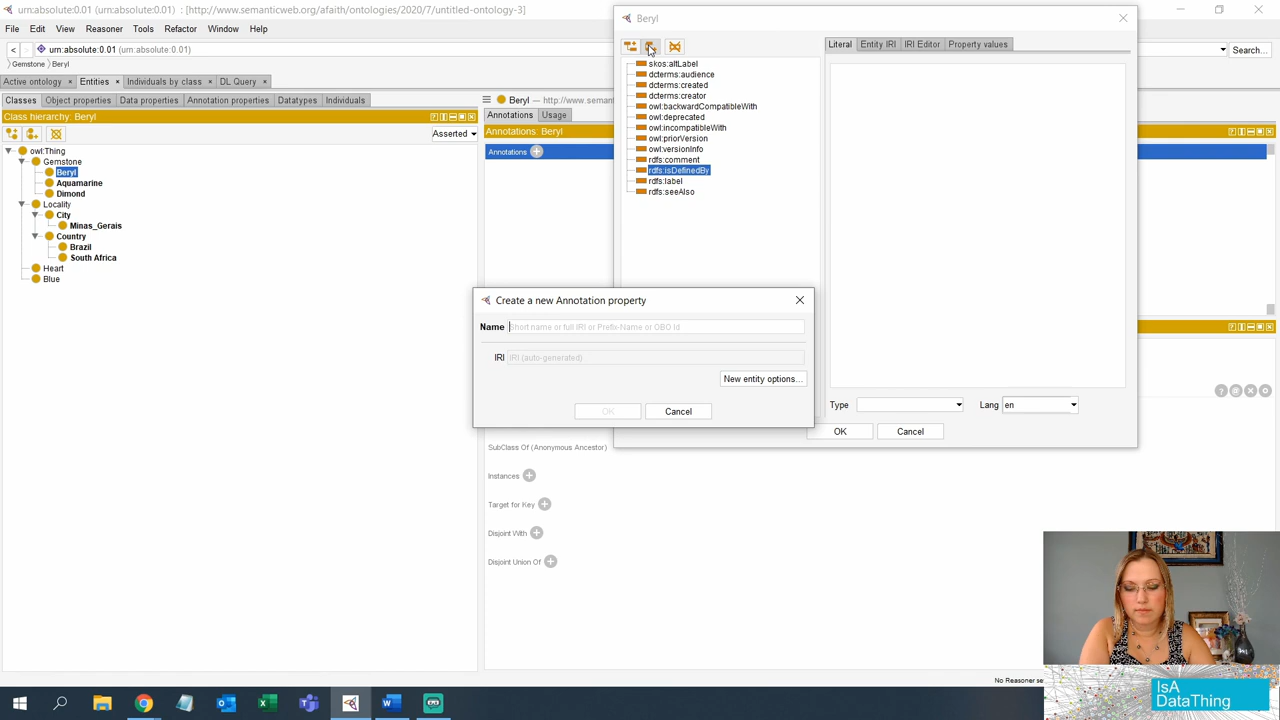 urn:absolute:0.01 (urn:absolute:0.01) : [http://www.semanticweb.org/afaith/ontologies/2020/7/untitled-ontology-3]
File Edit View Reasoner Tools Refactor Window Help
< > urn:absolute:0.01 (urn:absolute:0.01) Search...
Gemstone Beryl
Active ontology × Entities × Individuals by class × DL Query ×
Classes Object properties Data properties Annotation properties Datatypes Individuals
Class hierarchy: Beryl
Asserted
owl:Thing
Gemstone
Beryl
Aquamarine
Dimond
Locality
City
Minas_Gerais
Country
Brazil
South Africa
Heart
Blue
Beryl — http://www.seman
Annotations Usage
Annotations: Beryl
Annotations
SubClass Of (Anonymous Ancestor)
Instances
Target for Key
Disjoint With
Disjoint Union Of
No Reasoner se
Beryl
skos:altLabel
dcterms:audience
dcterms:created
dcterms:creator
owl:backwardCompatibleWith
owl:deprecated
owl:incompatibleWith
owl:priorVersion
owl:versionInfo
rdfs:comment
rdfs:isDefinedBy
rdfs:label
rdfs:seeAlso
Literal Entity IRI IRI Editor Property values
Type Lang en
OK Cancel
Create a new Annotation property
Name Short name or full IRI or Prefix-Name or OBO Id
IRI IRI (auto-generated)
New entity options...
OK Cancel
IsA
DataThing